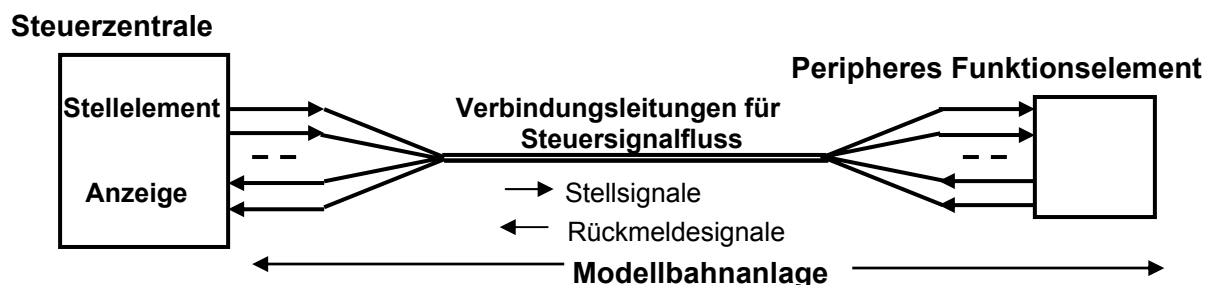 Steuerzentrale
Peripheres Funktionselement
Stellelement
Verbindungsleitungen für
Steuersignalfluss
Anzeige
Stellsignale
Rückmeldesignale
Modellbahnanlage